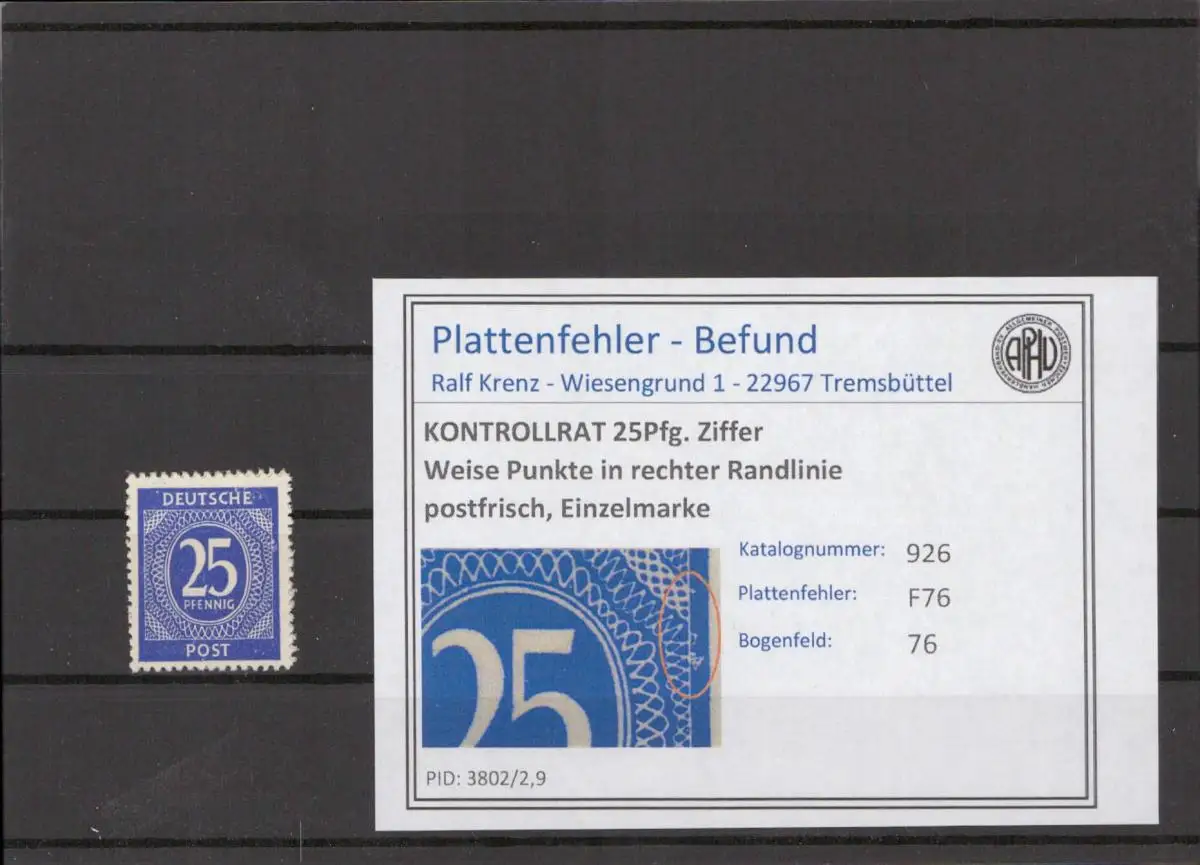 DEUTSCHE
25
PFENNIG
POST
Plattenfehler - Befund
Ralf Krenz - Wiesengrund 1 - 22967 Tremsbüttel
APHV
KONTROLLRAT 25Pfg. Ziffer
Weise Punkte in rechter Randlinie
postfrisch, Einzelmarke
25
Katalognummer: 926
Plattenfehler: F76
Bogenfeld: 76
PID: 3802/2,9